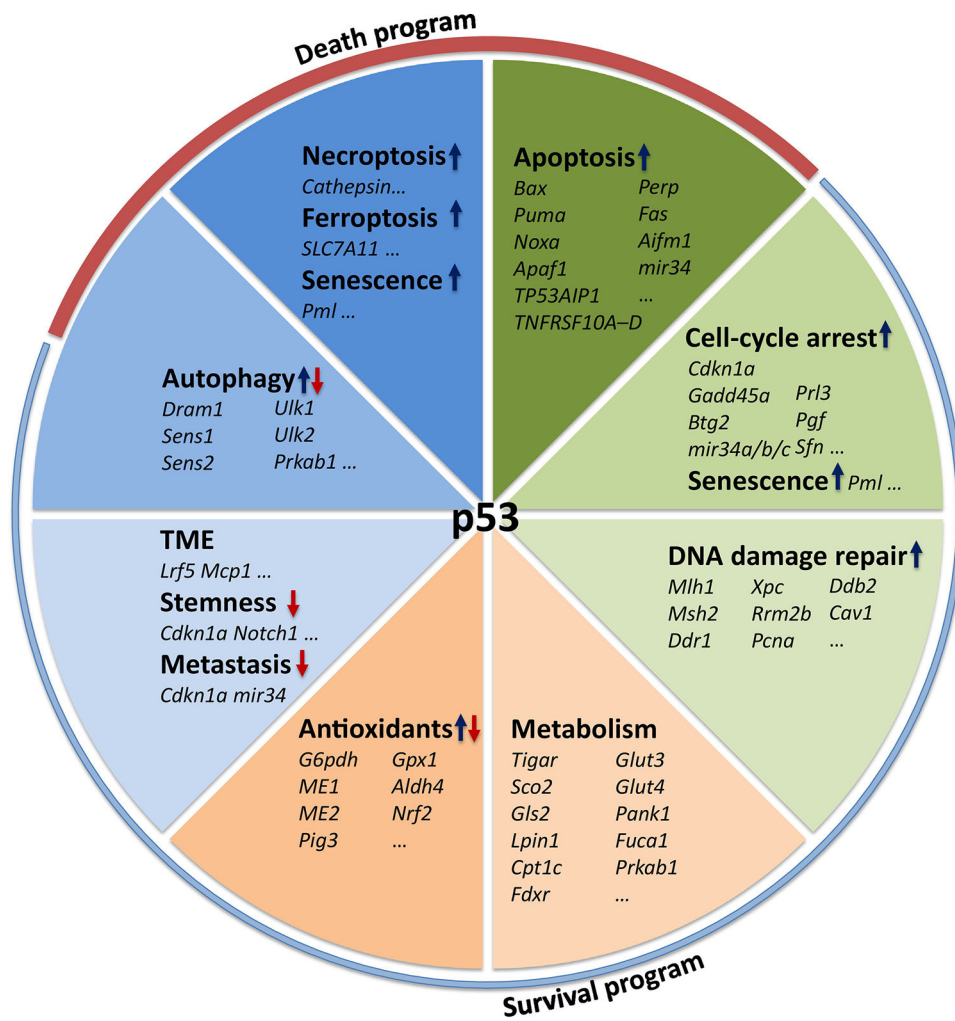 Death program
Necroptosis
Cathepsin...
Ferroptosis
SLC7A11 ...
Senescence
Pml ...
Apoptosis
Bax Perp
Puma Fas
Noxa Aifm1
Apaf1 mir34
TP53AIP1 ...
TNFRSF10A–D
Cell-cycle arrest
Cdkn1a
Gadd45a Prl3
Btg2 Pgf
mir34a/b/c Sfn ...
Senescence Pml ...
Autophagy
Dram1 Ulk1
Sens1 Ulk2
Sens2 Prkab1 ...
p53
TME
Lrf5 Mcp1 ...
Stemness
Cdkn1a Notch1 ...
Metastasis
Cdkn1a mir34
DNA damage repair
Mlh1 Xpc Ddb2
Msh2 Rrm2b Cav1
Ddr1 Pcna ...
Antioxidants
G6pdh Gpx1
ME1 Aldh4
ME2 Nrf2
Pig3 ...
Metabolism
Tigar Glut3
Sco2 Glut4
Gls2 Pank1
Lpin1 Fuca1
Cpt1c Prkab1
Fdxr ...
Survival program